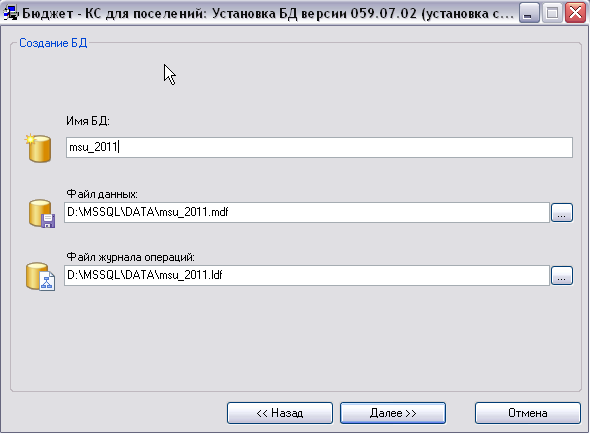 Бюджет - КС для поселений: Установка БД версии 059.07.02 (установка с...
Создание БД
Имя БД:
msu_2011
Файл данных:
D:\MSSQL\DATA\msu_2011.mdf
...
Файл журнала операций:
D:\MSSQL\DATA\msu_2011.ldf
...
<< Назад
Далее >>
Отмена